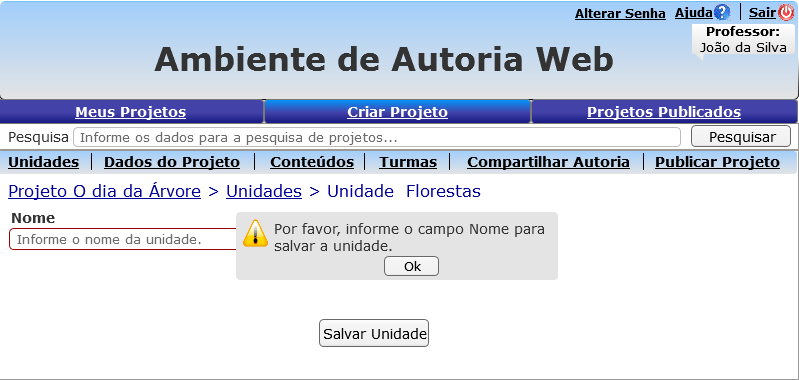 Alterar Senha Ajuda Sair
Professor:
João da Silva
Ambiente de Autoria Web
Meus Projetos Criar Projeto Projetos Publicados
Pesquisa Informe os dados para a pesquisa de projetos... Pesquisar
Unidades Dados do Projeto Conteúdos Turmas Compartilhar Autoria Publicar Projeto
Projeto O dia da Árvore > Unidades > Unidade Florestas
Nome
Informe o nome da unidade.
Por favor, informe o campo Nome para
salvar a unidade.
Ok
Salvar Unidade